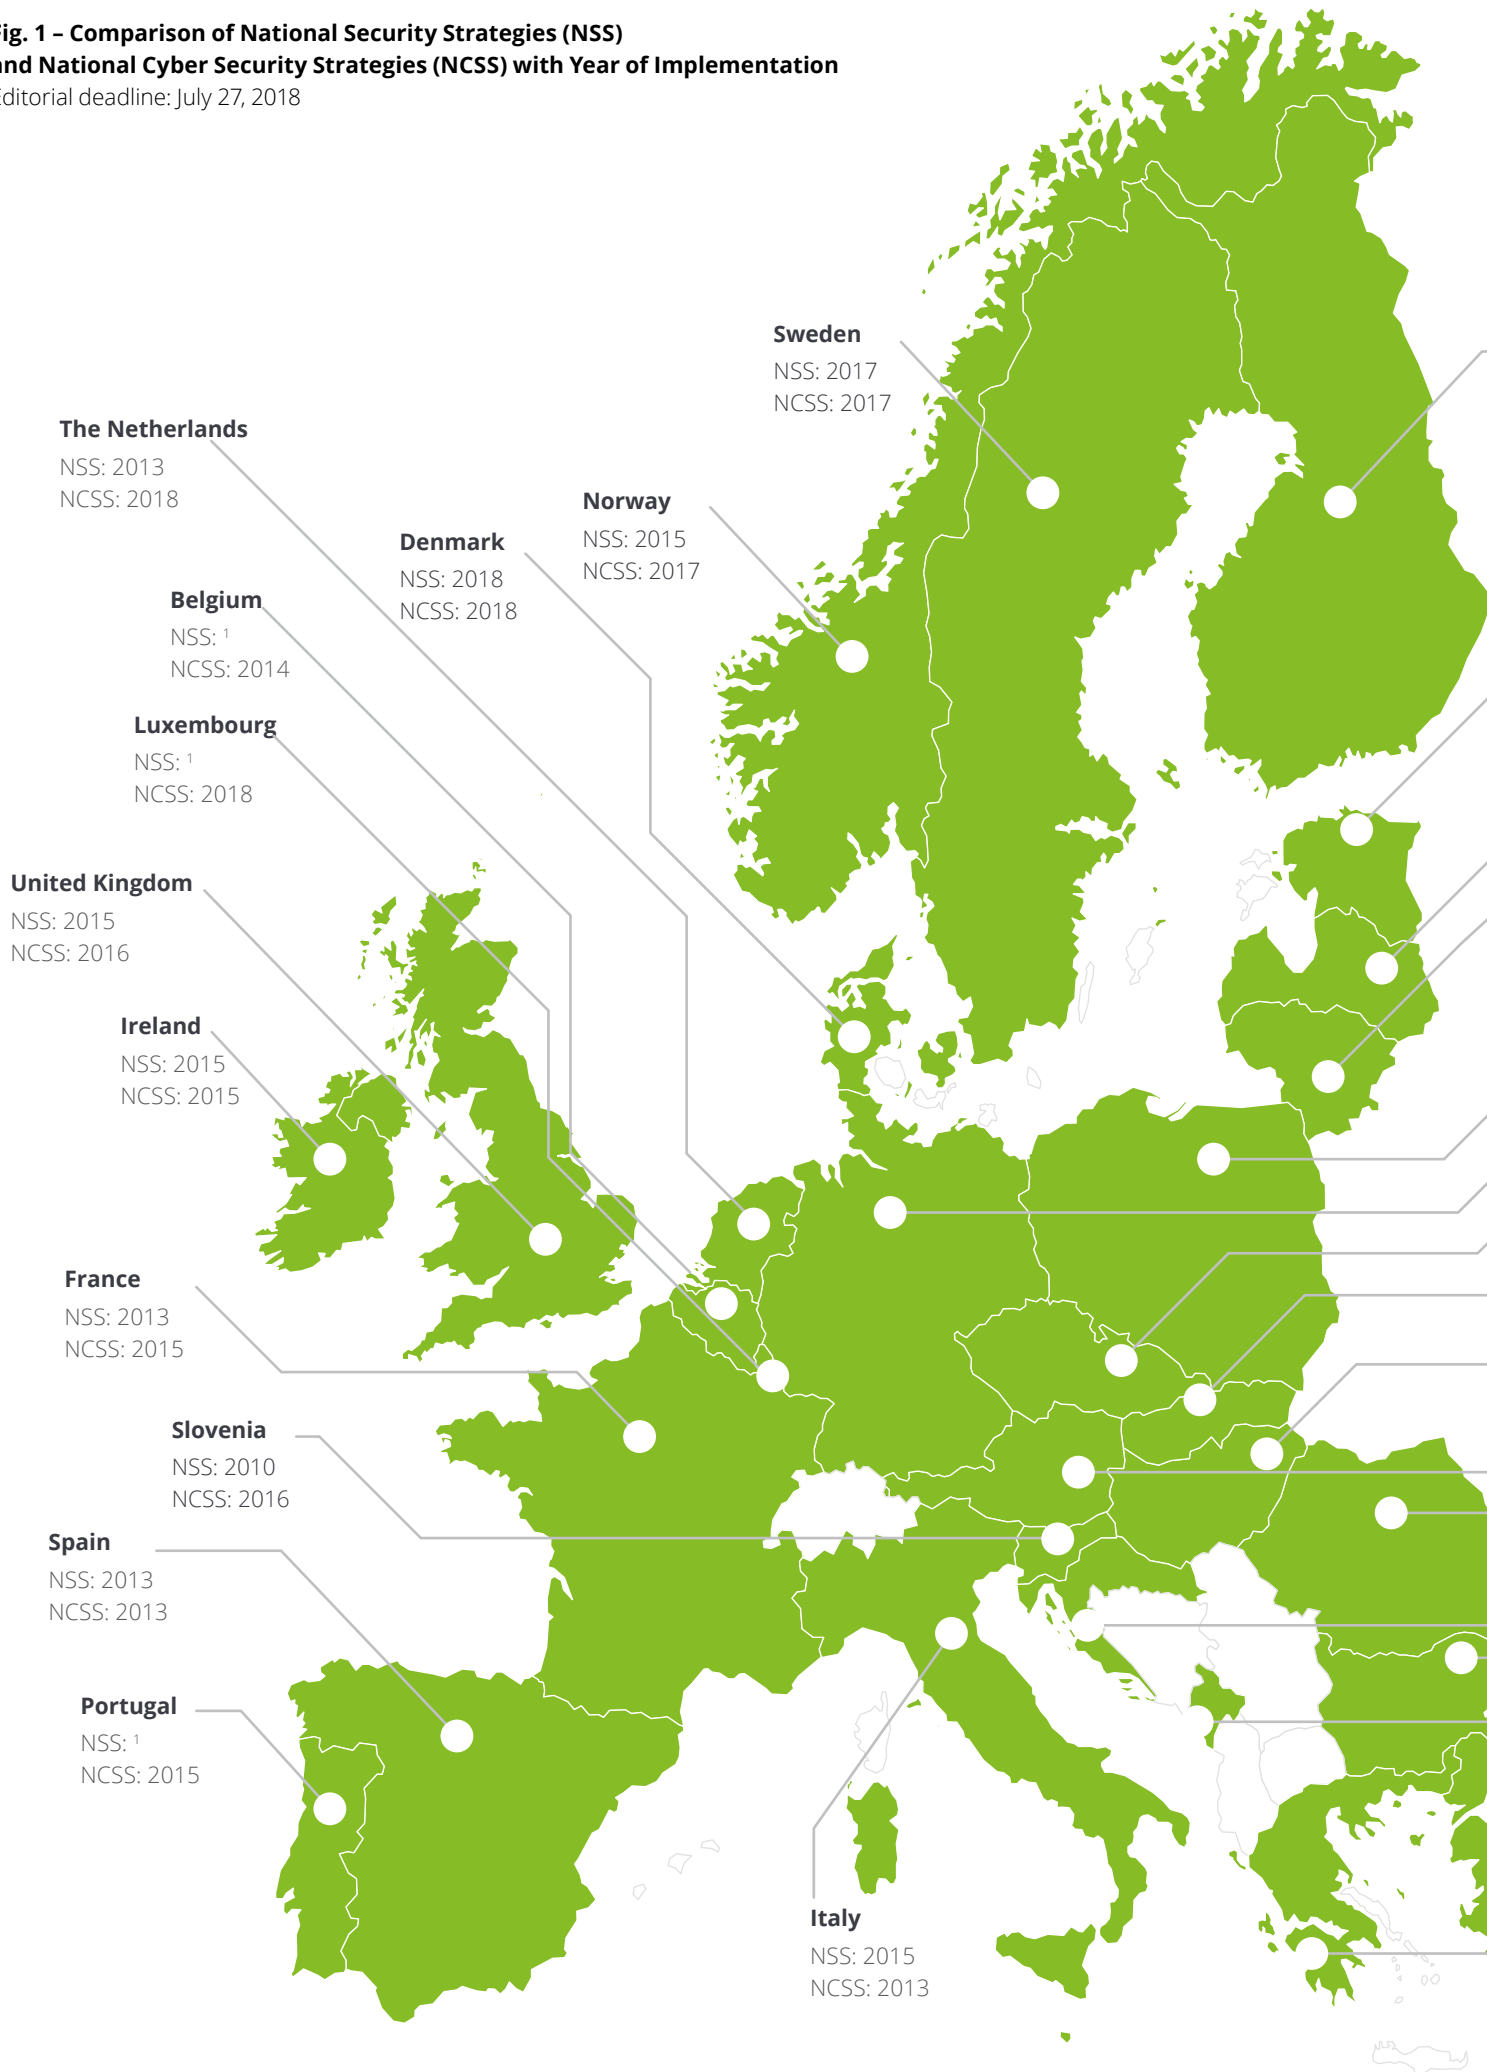 Fig. 1 – Comparison of National Security Strategies (NSS)
and National Cyber Security Strategies (NCSS) with Year of Implementation
Editorial deadline: July 27, 2018
Sweden
NSS: 2017
NCSS: 2017
The Netherlands
NSS: 2013
NCSS: 2018
Norway
NSS: 2015
NCSS: 2017
Denmark
NSS: 2018
NCSS: 2018
Belgium
NSS: ¹
NCSS: 2014
Luxembourg
NSS: ¹
NCSS: 2018
United Kingdom
NSS: 2015
NCSS: 2016
Ireland
NSS: 2015
NCSS: 2015
France
NSS: 2013
NCSS: 2015
Slovenia
NSS: 2010
NCSS: 2016
Spain
NSS: 2013
NCSS: 2013
Portugal
NSS: ¹
NCSS: 2015
Italy
NSS: 2015
NCSS: 2013